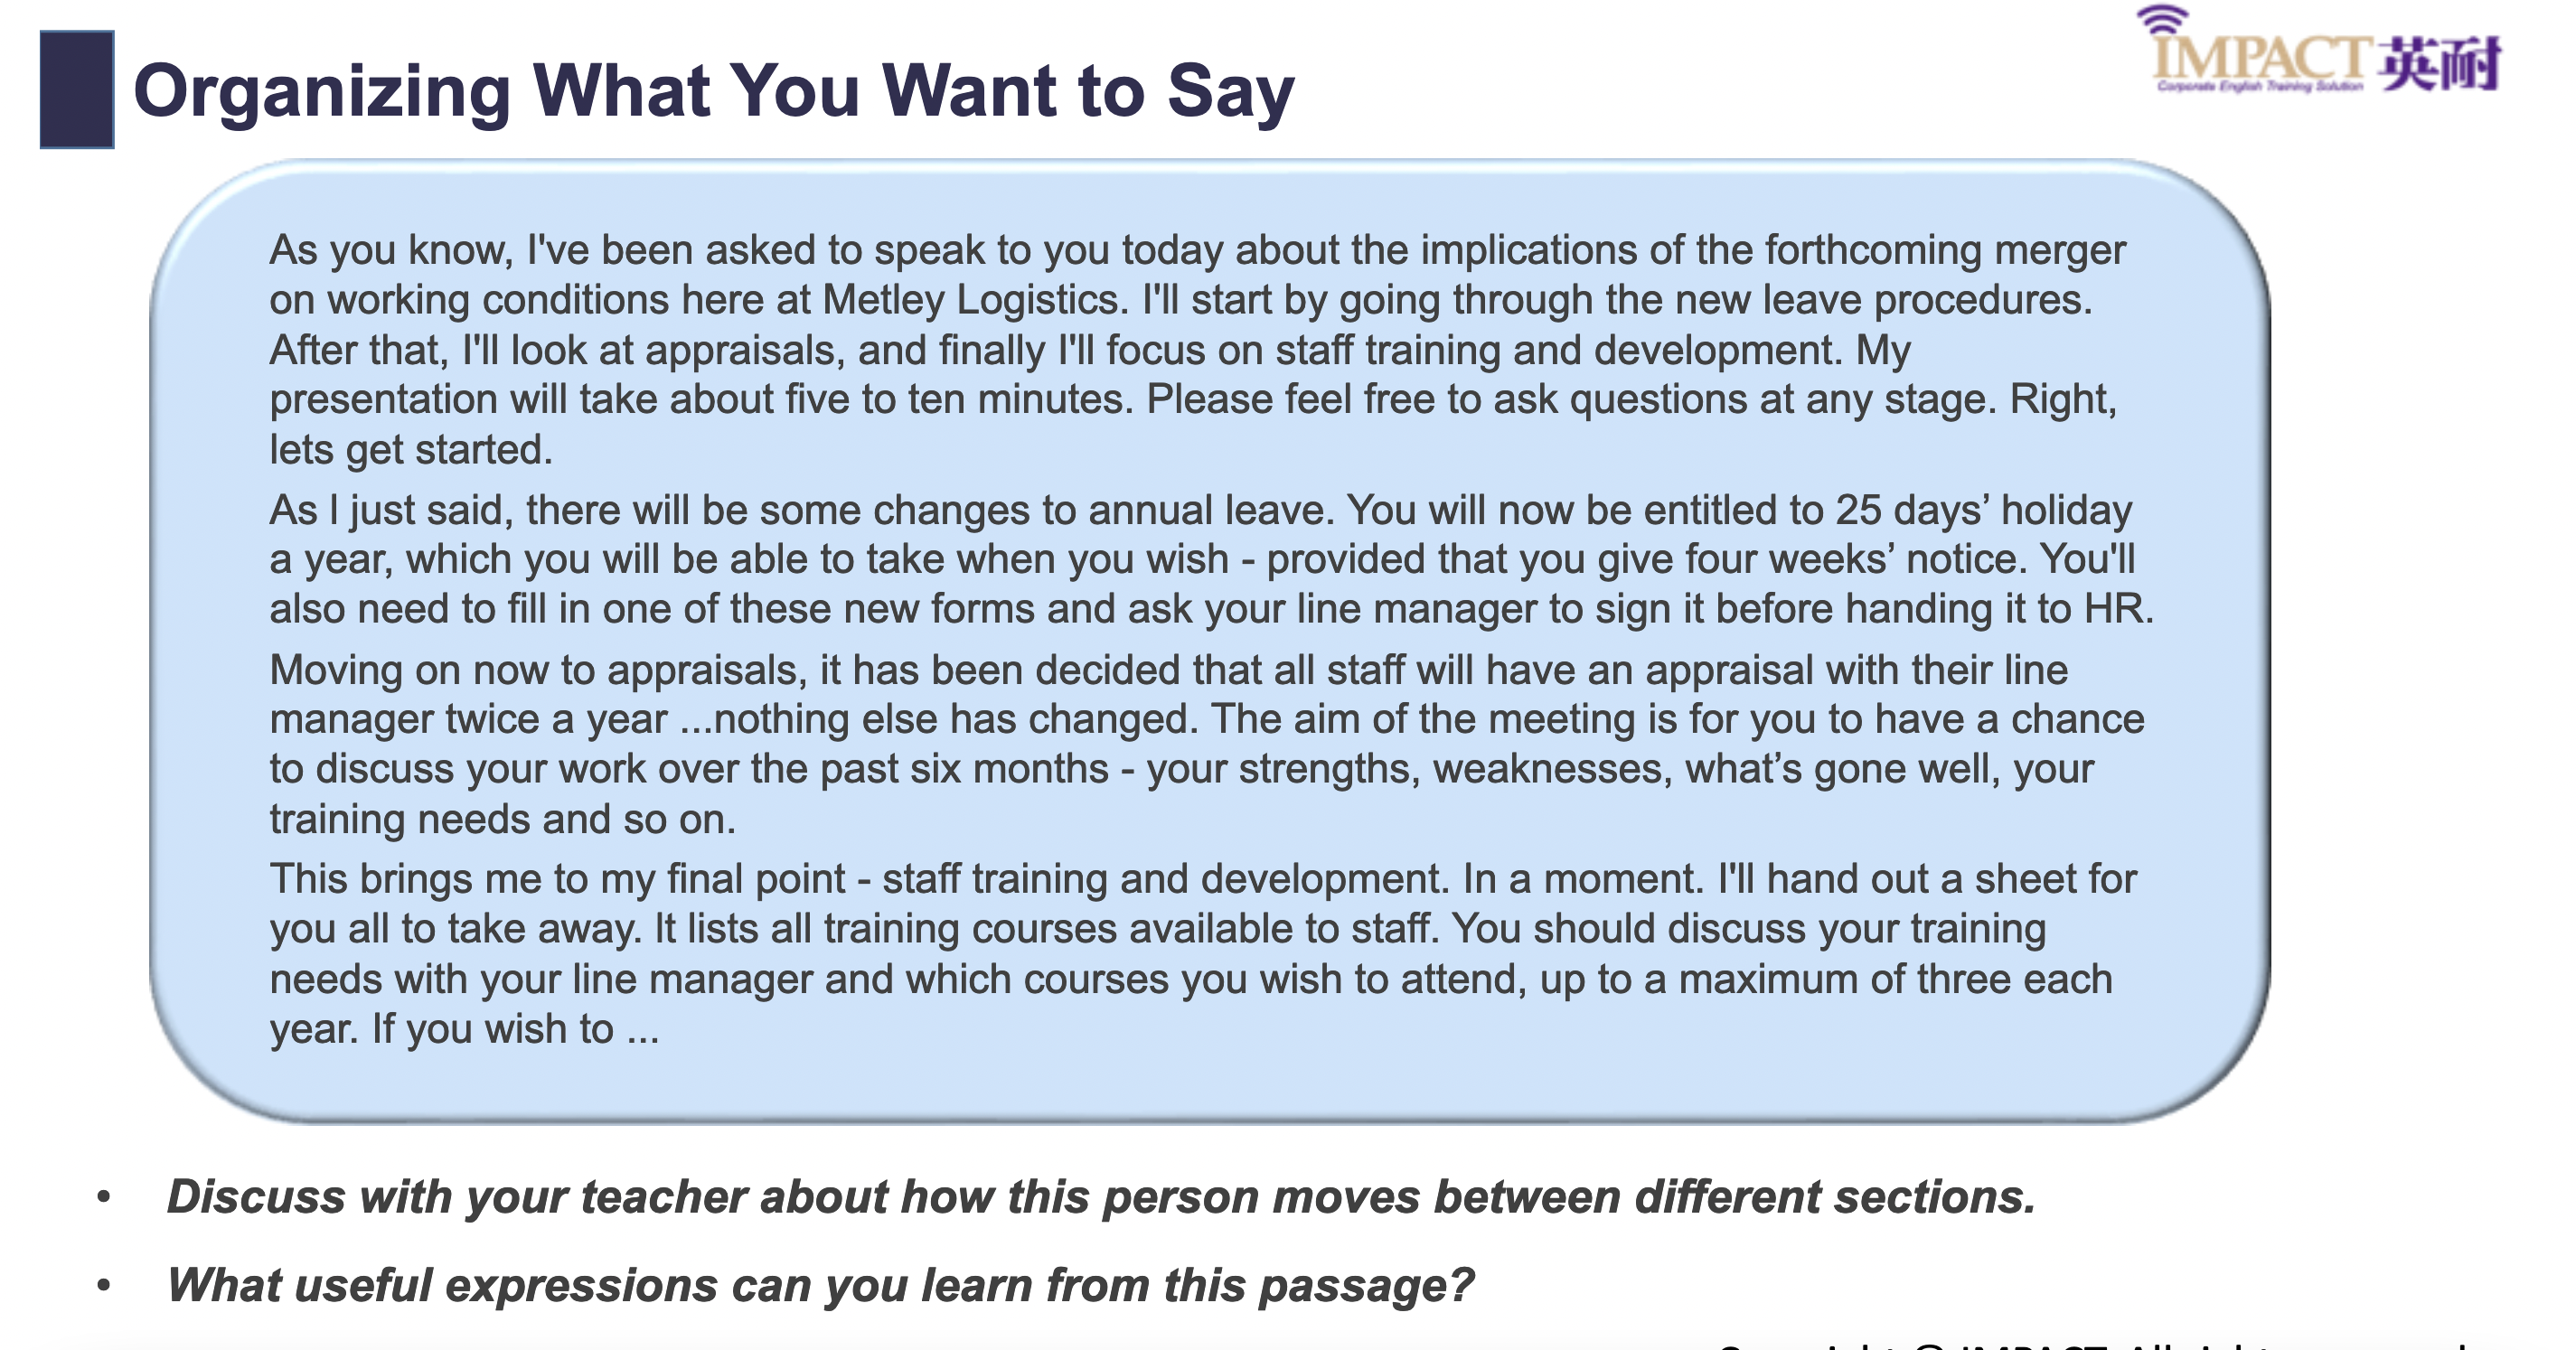 IMPACT英耐
Corporate English Training Solution
Organizing What You Want to Say
As you know, I've been asked to speak to you today about the implications of the forthcoming merger
on working conditions here at Metley Logistics. I'll start by going through the new leave procedures.
After that, I'll look at appraisals, and finally I'll focus on staff training and development. My
presentation will take about five to ten minutes. Please feel free to ask questions at any stage. Right,
lets get started.
As I just said, there will be some changes to annual leave. You will now be entitled to 25 days’ holiday
a year, which you will be able to take when you wish - provided that you give four weeks’ notice. You'll
also need to fill in one of these new forms and ask your line manager to sign it before handing it to HR.
Moving on now to appraisals, it has been decided that all staff will have an appraisal with their line
manager twice a year ...nothing else has changed. The aim of the meeting is for you to have a chance
to discuss your work over the past six months - your strengths, weaknesses, what’s gone well, your
training needs and so on.
This brings me to my final point - staff training and development. In a moment. I'll hand out a sheet for
you all to take away. It lists all training courses available to staff. You should discuss your training
needs with your line manager and which courses you wish to attend, up to a maximum of three each
year. If you wish to ...
• Discuss with your teacher about how this person moves between different sections.
• What useful expressions can you learn from this passage?